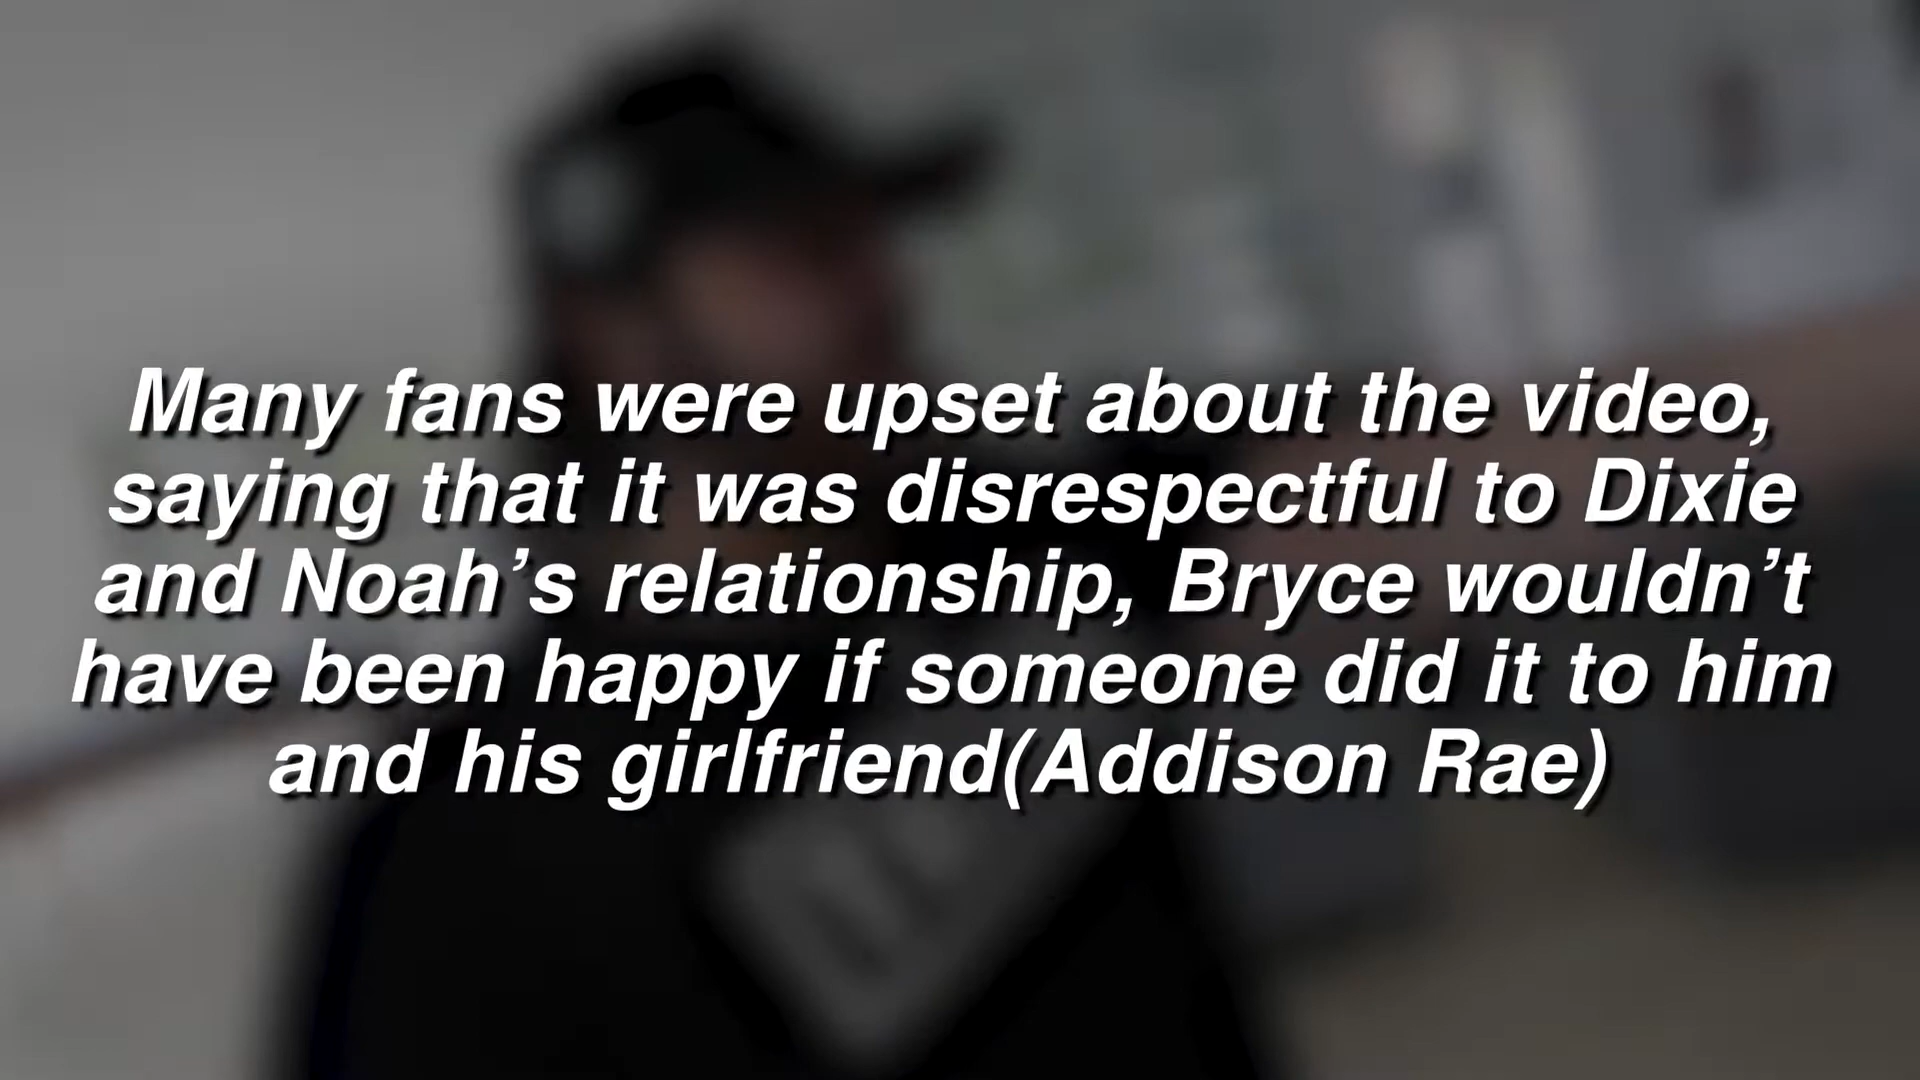 Many fans were upset about the video,
saying that it was disrespectful to Dixie
and Noah’s relationship, Bryce wouldn’t
have been happy if someone did it to him
and his girlfriend(Addison Rae)